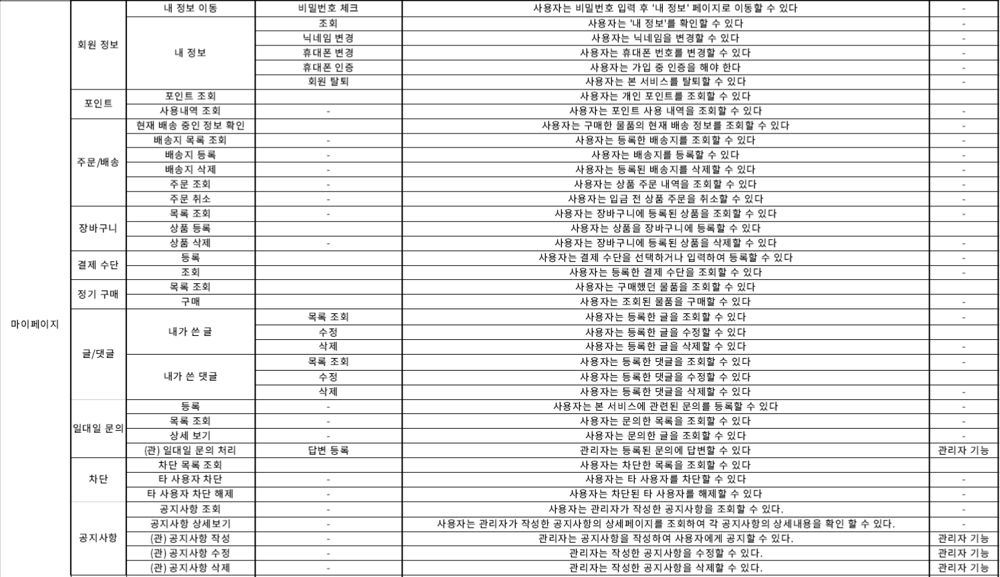 내 정보 이동 비밀번호 체크 사용자는 비밀번호 입력 후 '내 정보' 페이지로 이동할 수 있다 -
조회 사용자는 '내 정보'를 확인할 수 있다 -
닉네임 변경 사용자는 닉네임을 변경할 수 있다 -
회원 정보
내 정보 휴대폰 변경 사용자는 휴대폰 번호를 변경할 수 있다 -
휴대폰 인증 사용자는 가입 중 인증을 해야 한다 -
회원 탈퇴 사용자는 본 서비스를 탈퇴할 수 있다 -
포인트 조회 사용자는 개인 포인트를 조회할 수 있다
포인트
사용내역 조회 - 사용자는 포인트 사용 내역을 조회할 수 있다 -
현재 배송 중인 정보 확인 사용자는 구매한 물품의 현재 배송 정보를 조회할 수 있다 -
배송지 목록 조회 - 사용자는 등록한 배송지를 조회할 수 있다 -
배송지 등록 - 사용자는 배송지를 등록할 수 있다 -
주문/배송
배송지 삭제 - 사용자는 등록된 배송지를 삭제할 수 있다 -
주문 조회 - 사용자는 상품 주문 내역을 조회할 수 있다 -
주문 취소 - 사용자는 입금 전 상품 주문을 취소할 수 있다 -
목록 조회 - 사용자는 장바구니에 등록된 상품을 조회할 수 있다 -
장바구니 상품 등록 사용자는 상품을 장바구니에 등록할 수 있다
상품 삭제 - 사용자는 장바구니에 등록된 상품을 삭제할 수 있다 -
등록 사용자는 결제 수단을 선택하거나 입력하여 등록할 수 있다 -
결제 수단
조회 사용자는 등록한 결제 수단을 조회할 수 있다 -
목록 조회 사용자는 구매했던 물품을 조회할 수 있다
정기 구매
구매 사용자는 조회된 물품을 구매할 수 있다 -
목록 조회 사용자는 등록한 글을 조회할 수 있다 -
마이페이지
내가 쓴 글 수정 사용자는 등록한 글을 수정할 수 있다
삭제 사용자는 등록한 글을 삭제할 수 있다 -
글/댓글
목록 조회 사용자는 등록한 댓글을 조회할 수 있다 -
내가 쓴 댓글 수정 사용자는 등록한 댓글을 수정할 수 있다
삭제 사용자는 등록한 댓글을 삭제할 수 있다 -
등록 - 사용자는 본 서비스에 관련된 문의를 등록할 수 있다 -
목록 조회 - 사용자는 문의한 목록을 조회할 수 있다 -
일대일 문의
상세 보기 - 사용자는 문의한 글을 조회할 수 있다 -
(관) 일대일 문의 처리 답변 등록 관리자는 등록된 문의에 답변할 수 있다 관리자 기능
차단 목록 조회 사용자는 차단한 목록을 조회할 수 있다
차단 타 사용자 차단 - 사용자는 타 사용자를 차단할 수 있다 -
타 사용자 차단 해제 - 사용자는 차단된 타 사용자를 해제할 수 있다 -
공지사항 조회 - 사용자는 관리자가 작성한 공지사항을 조회할 수 있다. -
공지사항 상세보기 - 사용자는 관리자가 작성한 공지사항의 상세페이지를 조회하여 각 공지사항의 상세내용을 확인 할 수 있다. -
공지사항 (관) 공지사항 작성 - 관리자는 공지사항을 작성하여 사용자에게 공지할 수 있다. 관리자 기능
(관) 공지사항 수정 - 관리자는 작성한 공지사항을 수정할 수 있다. 관리자 기능
(관) 공지사항 삭제 - 관리자는 작성한 공지사항을 삭제할 수 있다. 관리자 기능